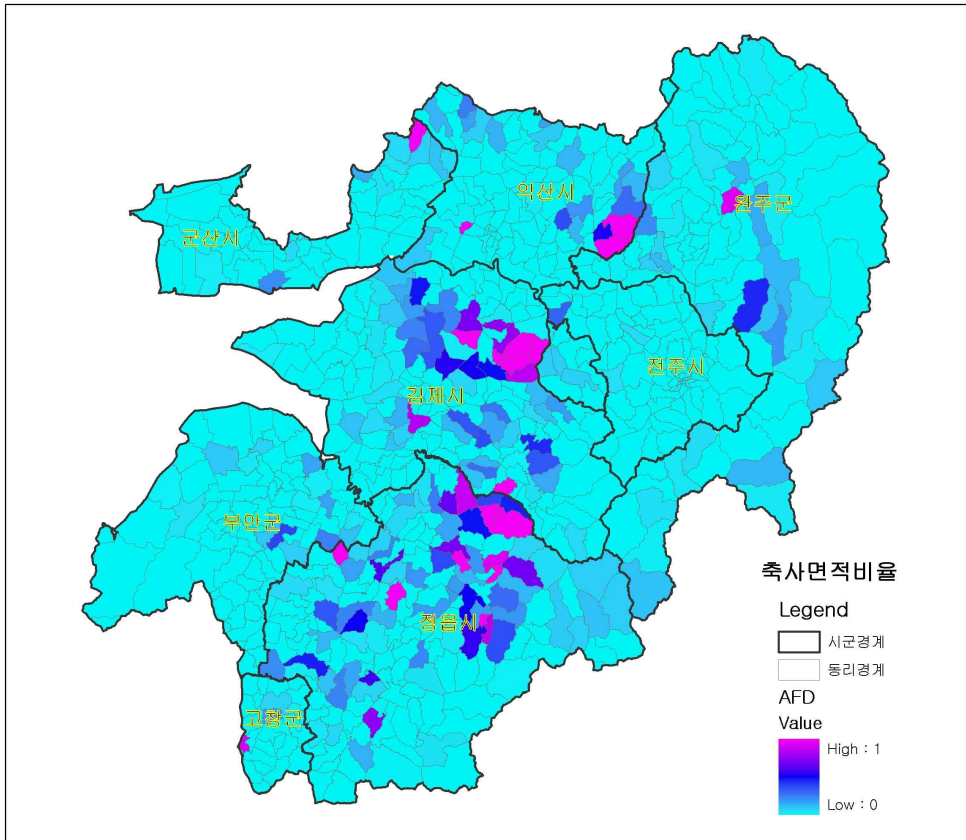 익산시
완주군
군산시
전주시
김제시
부안군
정읍시
고창군
축사면적비율
Legend
시군경계
동리경계
AFD
Value
High : 1
Low : 0